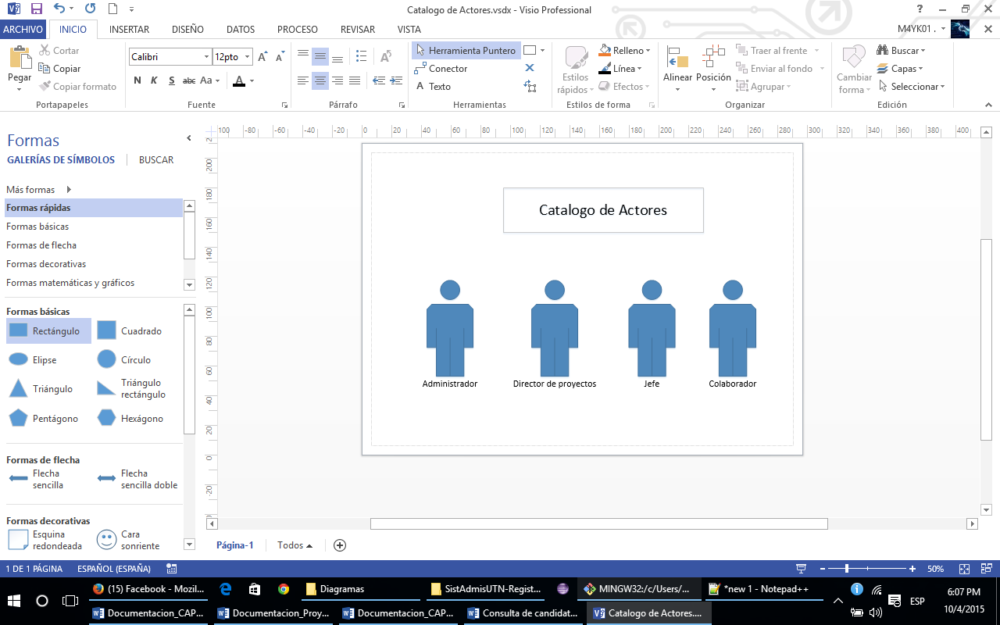 Catalogo de Actores.vsdx - Visio Professional
ARCHIVO INICIO INSERTAR DISEÑO DATOS PROCESO REVISAR VISTA M4YK01 .
Pegar
Cortar
Copiar
Copiar formato
Portapapeles
Calibri 12pto
N K S abc Aa A
Fuente
Párrafo
Herramienta Puntero
Conector
A Texto
Herramientas
Estilos rápidos
Relleno
Línea
Efectos
Estilos de forma
Alinear Posición
Traer al frente
Enviar al fondo
Agrupar
Organizar
Cambiar forma
Buscar
Capas
Seleccionar
Edición
Formas
GALERÍAS DE SÍMBOLOS BUSCAR
Más formas
Formas rápidas
Formas básicas
Formas de flecha
Formas decorativas
Formas matemáticas y gráficos
Formas básicas
Rectángulo Cuadrado
Elipse Círculo
Triángulo Triángulo rectángulo
Pentágono Hexágono
Formas de flecha
Flecha sencilla Flecha sencilla doble
Formas decorativas
Esquina redondeada Cara sonriente
100 -80 -60 -40 -20 0 20 40 60 80 100 120 140 160 180 200 220 240 260 280 300 320 340 360 380 400
200
180
160
140
120
100
80
60
40
20
0
-20
Catalogo de Actores
Administrador Director de proyectos Jefe Colaborador
Página-1 Todos
1 DE 1 PÁGINA ESPAÑOL (ESPAÑA) 50%
(15) Facebook - Mozil... Diagramas SistAdmisUTN-Regist... MINGW32:/c/Users/... *new 1 - Notepad++
Documentacion_CAP... Documentacion_Proy... Documentacion_CAP... Consulta de candidat... Catalogo de Actores....
ESP
6:07 PM
10/4/2015